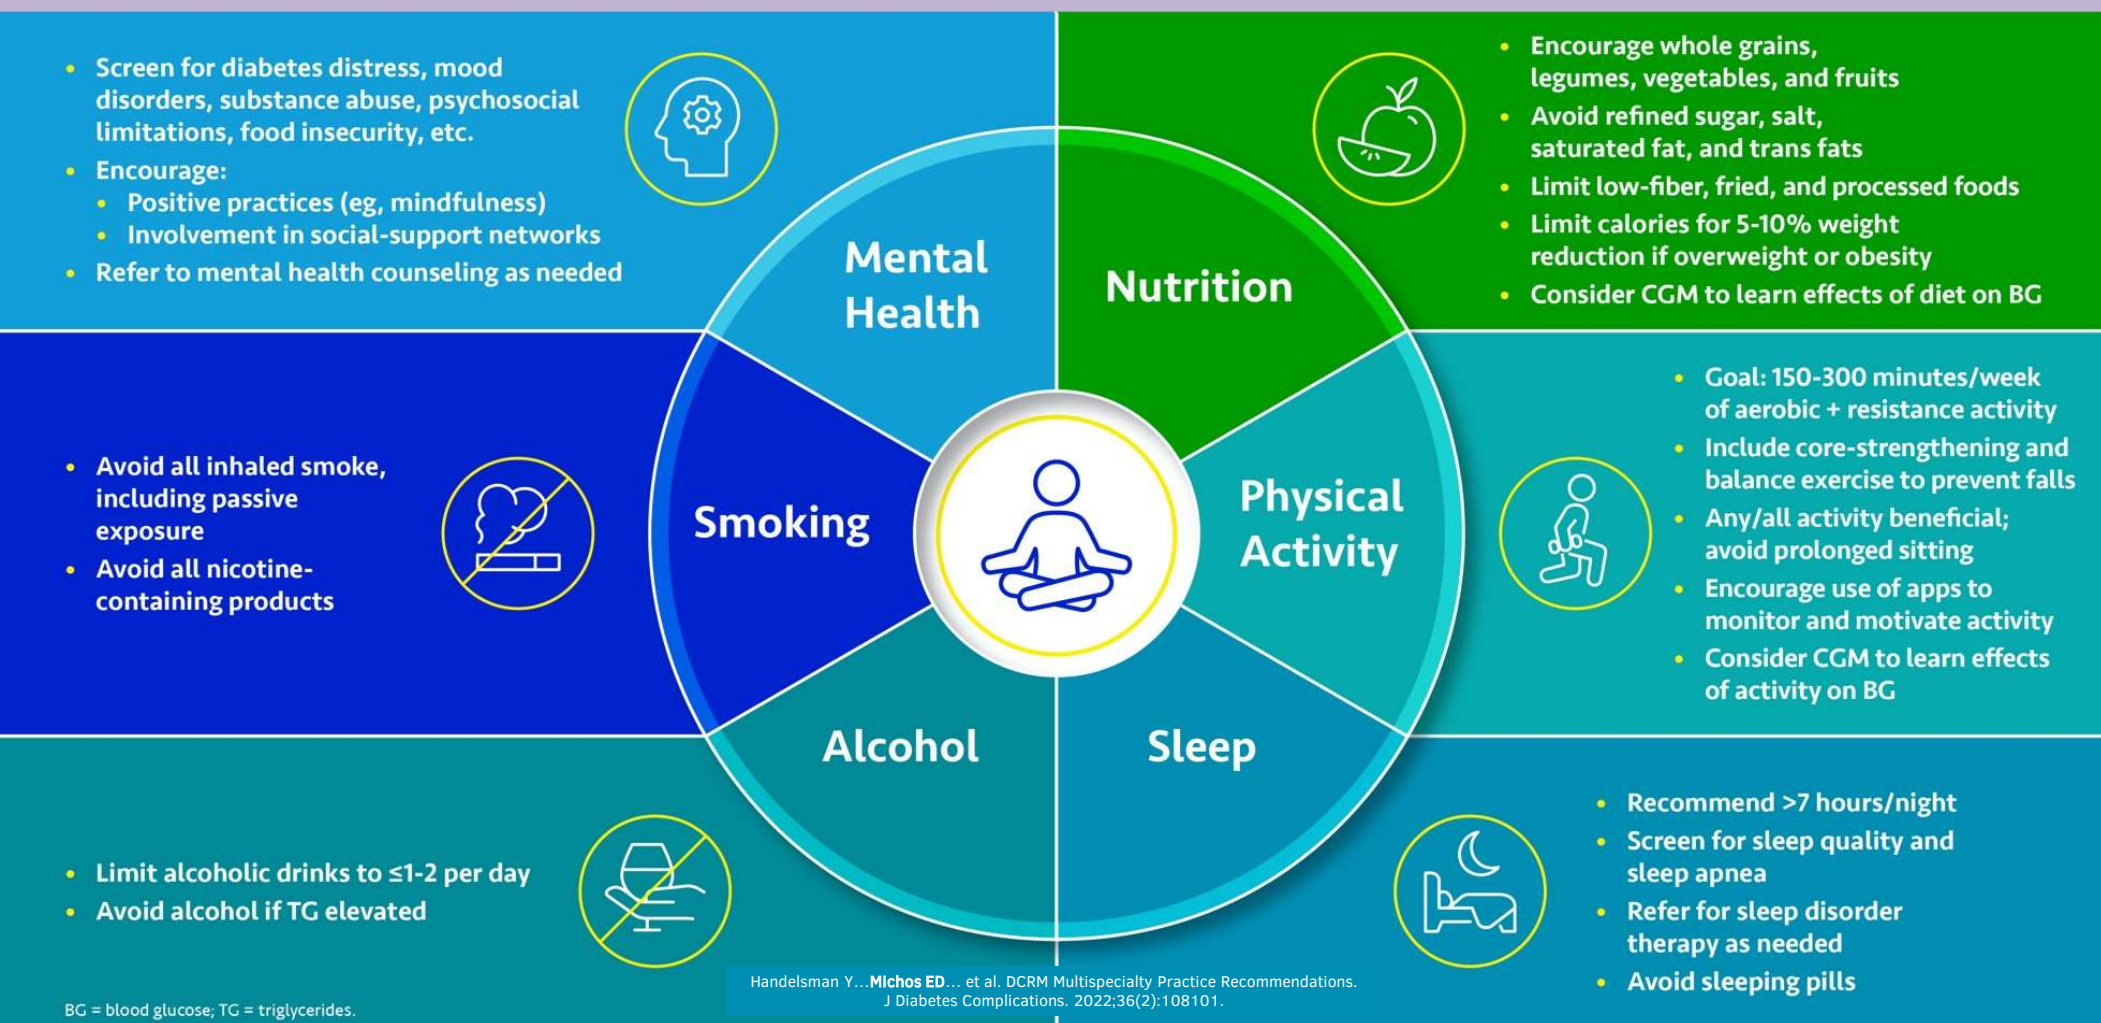 • Screen for diabetes distress, mood
disorders, substance abuse, psychosocial
limitations, food insecurity, etc.
• Encourage:
• Positive practices (eg, mindfulness)
• Involvement in social-support networks
• Refer to mental health counseling as needed
Mental
Health
Nutrition
• Encourage whole grains,
legumes, vegetables, and fruits
• Avoid refined sugar, salt,
saturated fat, and trans fats
• Limit low-fiber, fried, and processed foods
• Limit calories for 5-10% weight
reduction if overweight or obesity
• Consider CGM to learn effects of diet on BG
• Avoid all inhaled smoke,
including passive
exposure
• Avoid all nicotine-
containing products
Smoking
Physical
Activity
• Goal: 150-300 minutes/week
of aerobic + resistance activity
• Include core-strengthening and
balance exercise to prevent falls
• Any/all activity beneficial;
avoid prolonged sitting
• Encourage use of apps to
monitor and motivate activity
• Consider CGM to learn effects
of activity on BG
• Limit alcoholic drinks to ≤1-2 per day
• Avoid alcohol if TG elevated
Alcohol
Sleep
• Recommend >7 hours/night
• Screen for sleep quality and
sleep apnea
• Refer for sleep disorder
therapy as needed
• Avoid sleeping pills
Handelsman Y...Michos ED... et al. DCRM Multispecialty Practice Recommendations.
J Diabetes Complications. 2022;36(2):108101.
BG = blood glucose; TG = triglycerides.